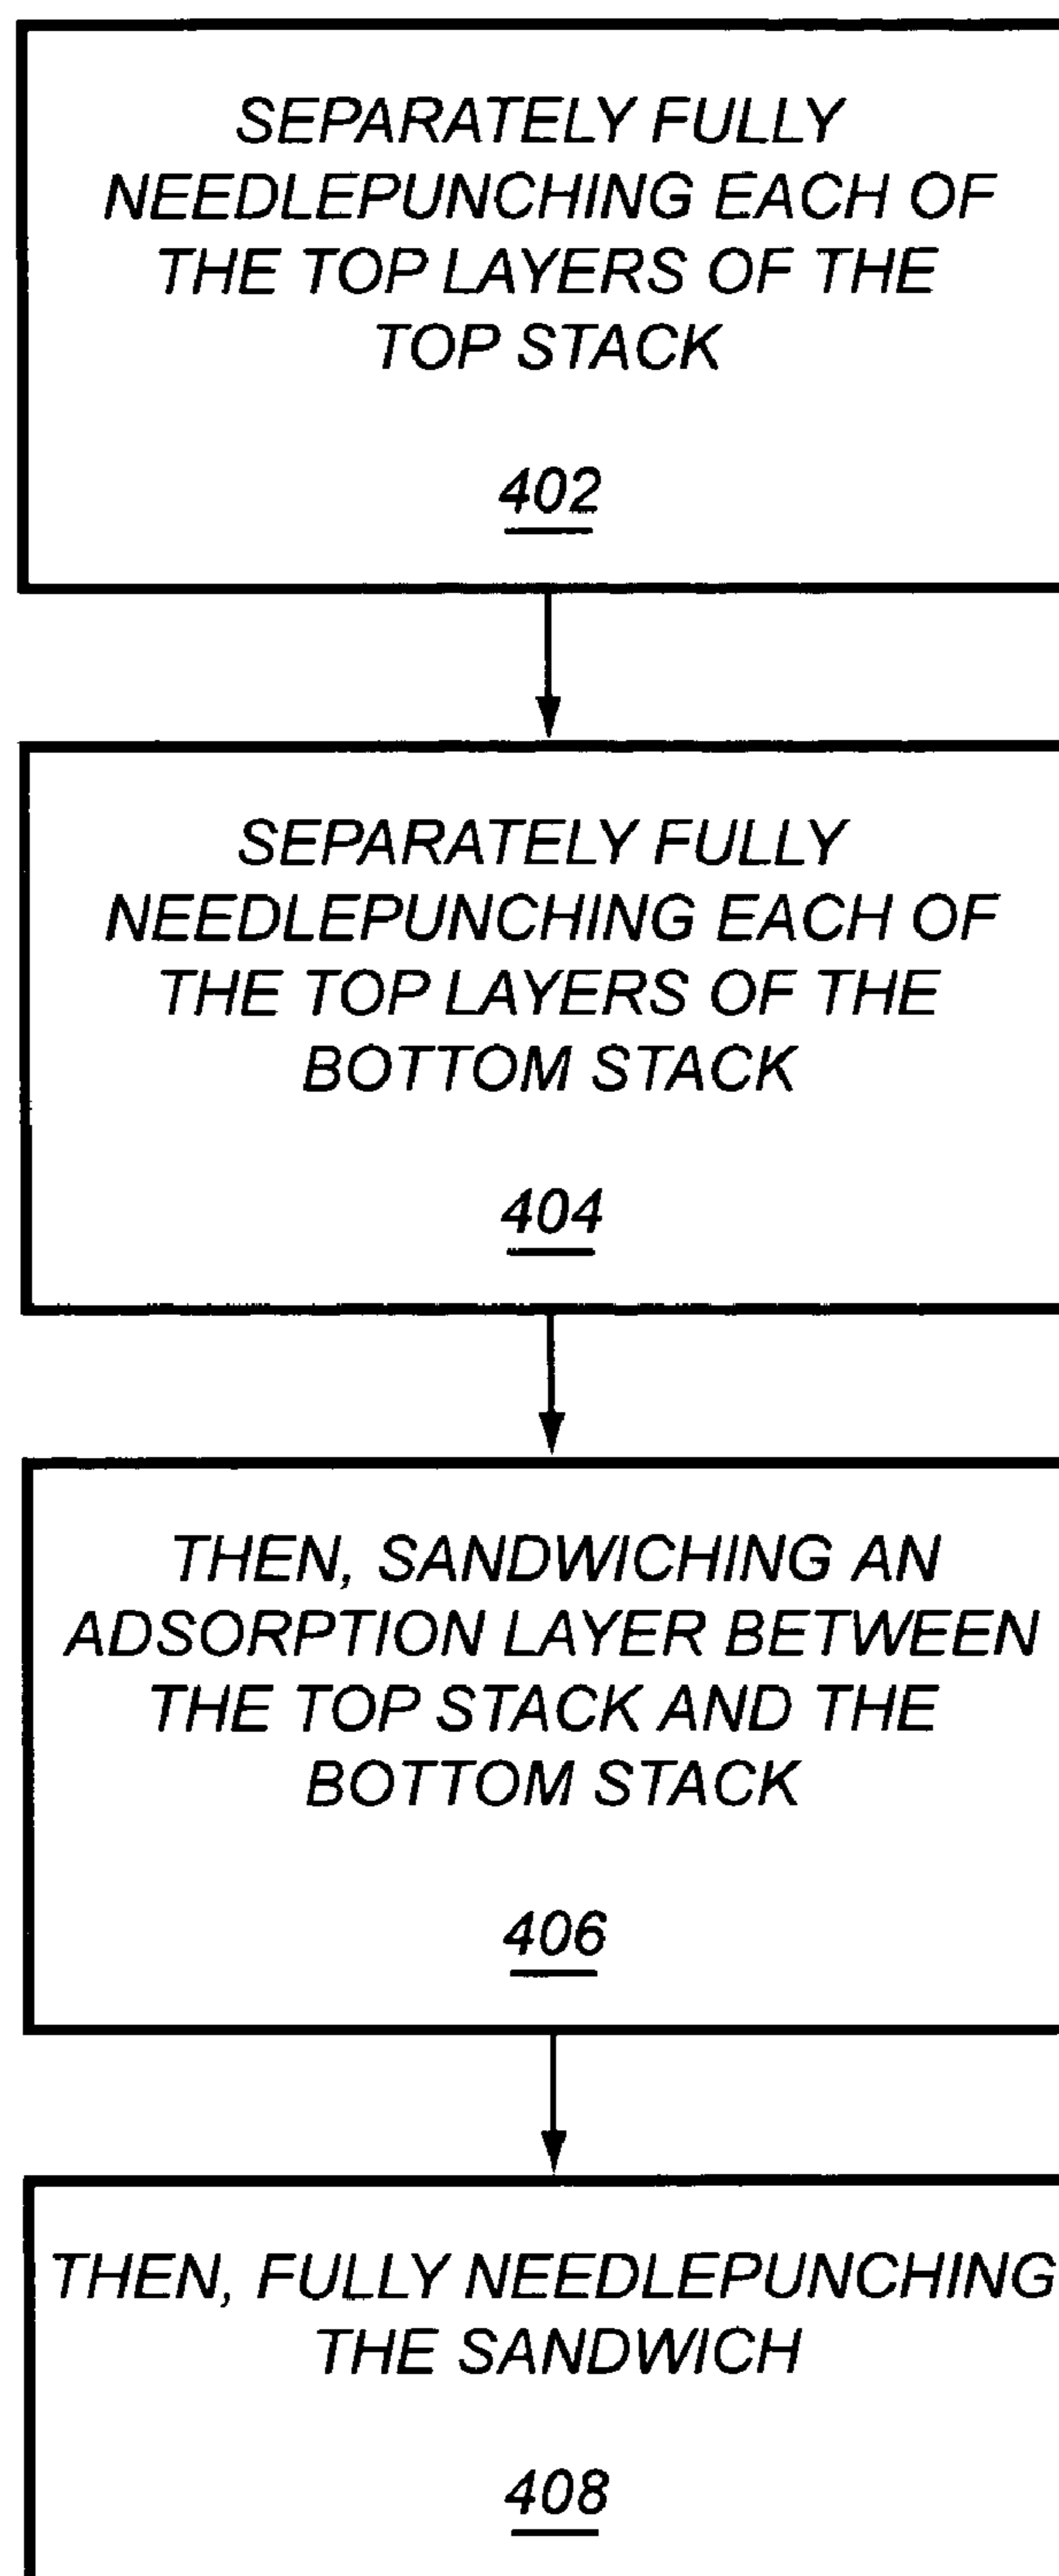 SEPARATELY FULLY
NEEDLEPUNCHING EACH OF
THE TOP LAYERS OF THE
TOP STACK
402
SEPARATELY FULLY
NEEDLEPUNCHING EACH OF
THE TOP LAYERS OF THE
BOTTOM STACK
404
THEN, SANDWICHING AN
ADSORPTION LAYER BETWEEN
THE TOP STACK AND THE
BOTTOM STACK
406
THEN, FULLY NEEDLEPUNCHING
THE SANDWICH
408